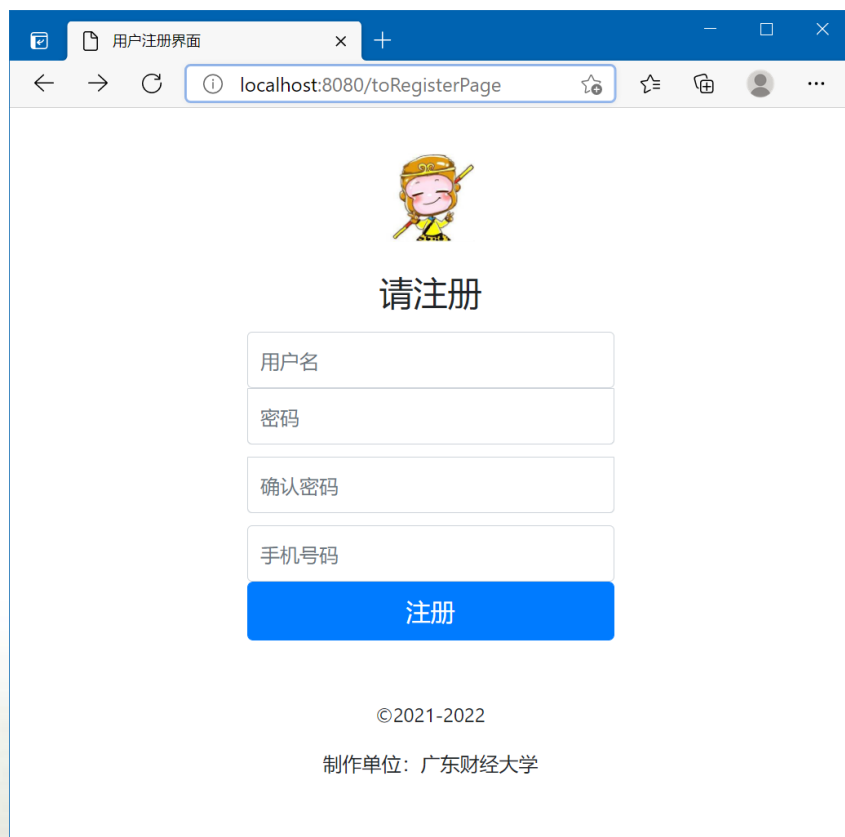 用户注册界面
localhost:8080/toRegisterPage
请注册
用户名
密码
确认密码
手机号码
注册
©2021-2022
制作单位：广东财经大学